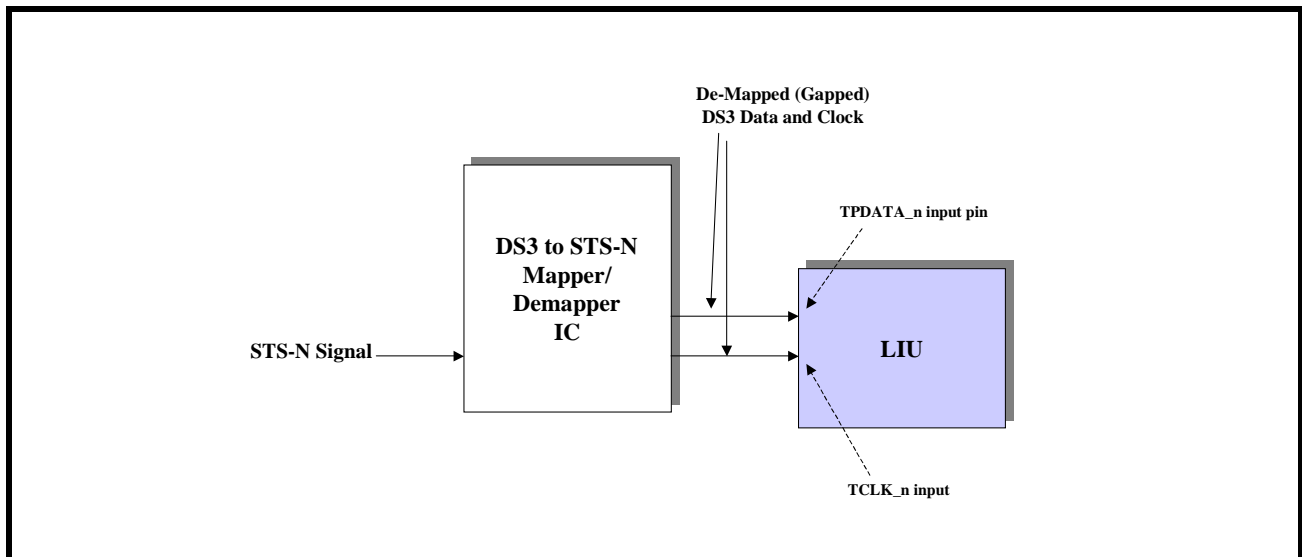 De-Mapped (Gapped)
DS3 Data and Clock
TPDATA_n input pin
DS3 to STS-N
Mapper/
Demapper
IC
STS-N Signal
LIU
TCLK_n input